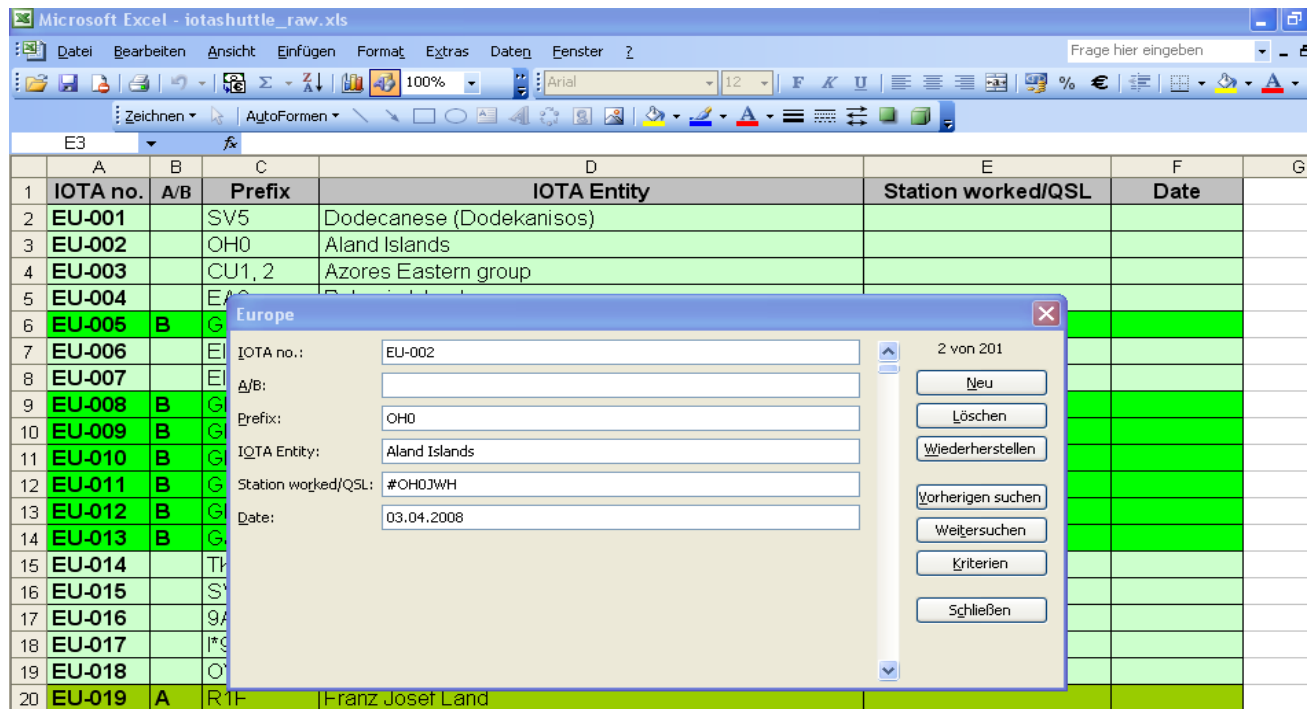 Microsoft Excel - iotashuttle_raw.xls
Datei Bearbeiten Ansicht Einfügen Format Extras Daten Fenster ? Frage hier eingeben
100% Arial 12 F K U % €
Zeichnen AutoFormen A
E3 fx
A B C D E F G
1 IOTA no. A/B Prefix IOTA Entity Station worked/QSL Date
2 EU-001 SV5 Dodecanese (Dodekanisos)
3 EU-002 OH0 Aland Islands
4 EU-003 CU1, 2 Azores Eastern group
5 EU-004
6 EU-005 B
7 EU-006
8 EU-007
9 EU-008 B
10 EU-009 B
11 EU-010 B
12 EU-011 B
13 EU-012 B
14 EU-013 B
15 EU-014
16 EU-015
17 EU-016
18 EU-017
19 EU-018
20 EU-019 A R1F Franz Josef Land
Europe
IOTA no.: EU-002
A/B:
Prefix: OH0
IOTA Entity: Aland Islands
Station worked/QSL: #OH0JWH
Date: 03.04.2008
2 von 201
Neu
Löschen
Wiederherstellen
Vorherigen suchen
Weitersuchen
Kriterien
Schließen